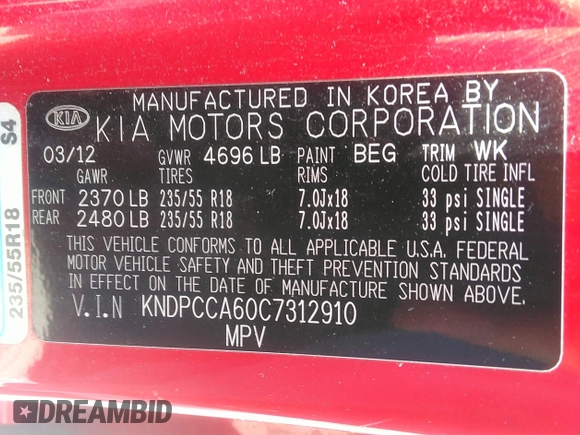 MANUFACTURED IN KOREA BY
KIA KIA MOTORS CORPORATION
03/12 GVWR 4696 LB PAINT BEG TRIM WK
GAWR TIRES RIMS COLD TIRE INFL
FRONT 2370 LB 235/55 R18 7.0Jx18 33 psi SINGLE
REAR 2480 LB 235/55 R18 7.0Jx18 33 psi SINGLE
THIS VEHICLE CONFORMS TO ALL APPLICABLE U.S.A. FEDERAL
MOTOR VEHICLE SAFETY AND THEFT PREVENTION STANDARDS
IN EFFECT ON THE DATE OF MANUFACTURE SHOWN ABOVE.
V.I.N KNDPCCA60C7312910
MPV
235/55R18 S4
DREAMBID